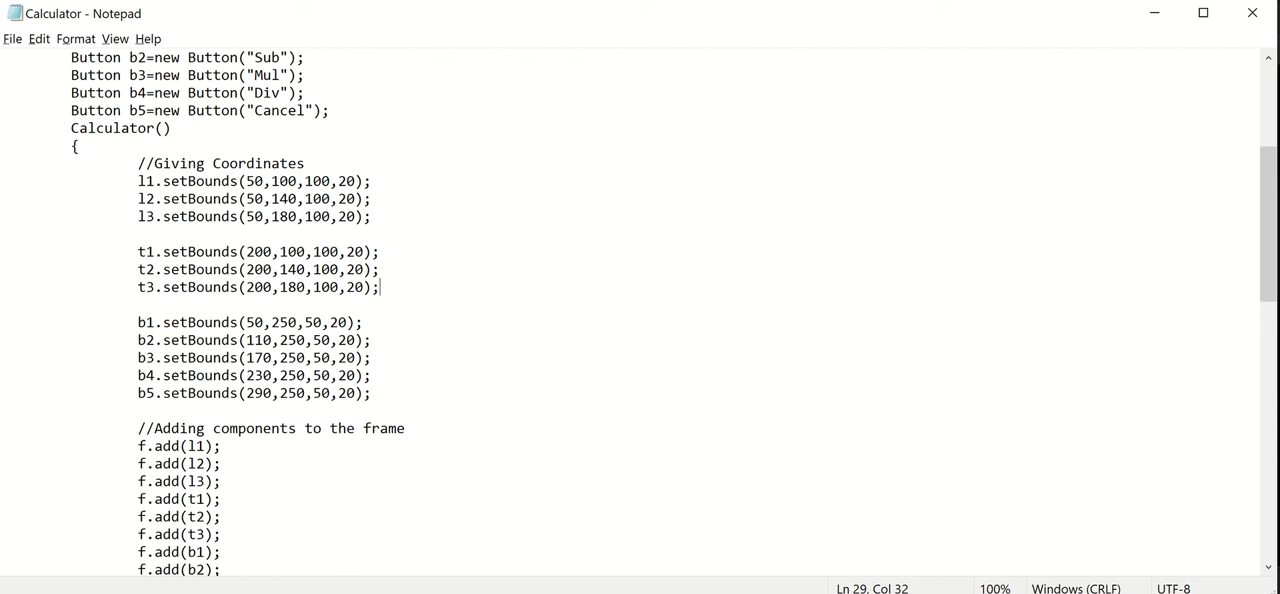 Calculator - Notepad
File Edit Format View Help
Button b2=new Button("Sub");
Button b3=new Button("Mul");
Button b4=new Button("Div");
Button b5=new Button("Cancel");
Calculator()
{
//Giving Coordinates
l1.setBounds(50,100,100,20);
l2.setBounds(50,140,100,20);
l3.setBounds(50,180,100,20);
t1.setBounds(200,100,100,20);
t2.setBounds(200,140,100,20);
t3.setBounds(200,180,100,20);
b1.setBounds(50,250,50,20);
b2.setBounds(110,250,50,20);
b3.setBounds(170,250,50,20);
b4.setBounds(230,250,50,20);
b5.setBounds(290,250,50,20);
//Adding components to the frame
f.add(l1);
f.add(l2);
f.add(l3);
f.add(t1);
f.add(t2);
f.add(t3);
f.add(b1);
f.add(b2);
Ln 29, Col 32 100% Windows (CRLF) UTF-8